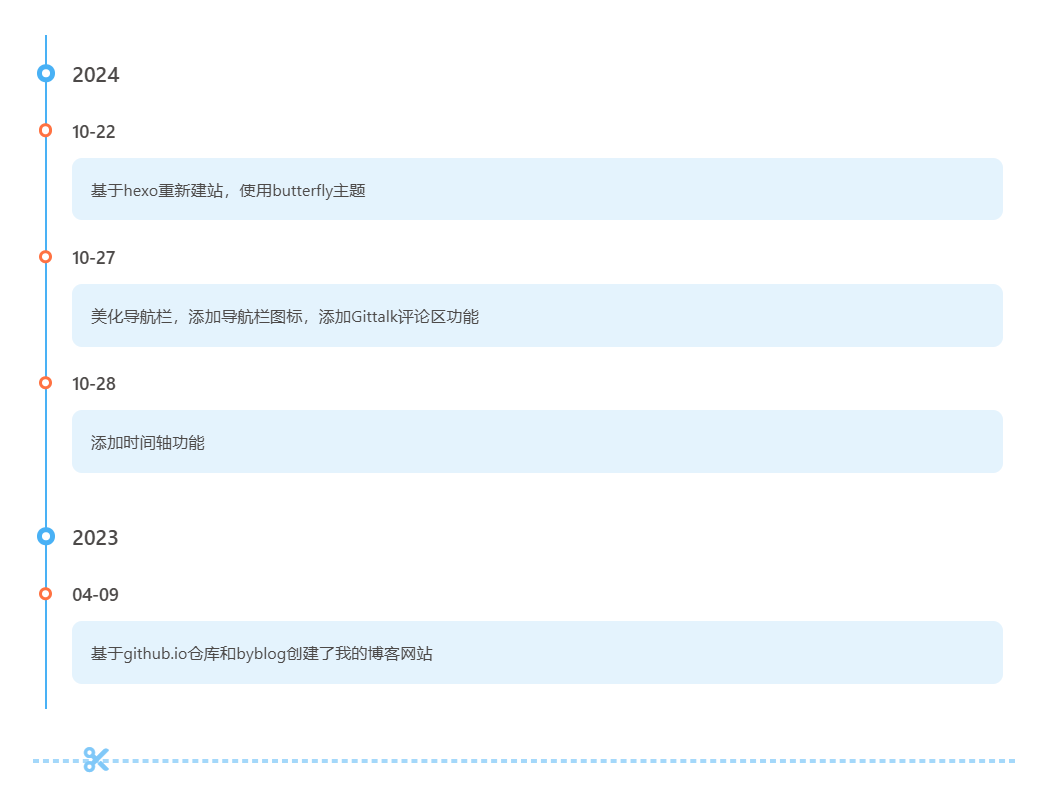 2024
10-22
基于hexo重新建站，使用butterfly主题
10-27
美化导航栏，添加导航栏图标，添加Gittalk评论区功能
10-28
添加时间轴功能
2023
04-09
基于github.io仓库和byblog创建了我的博客网站